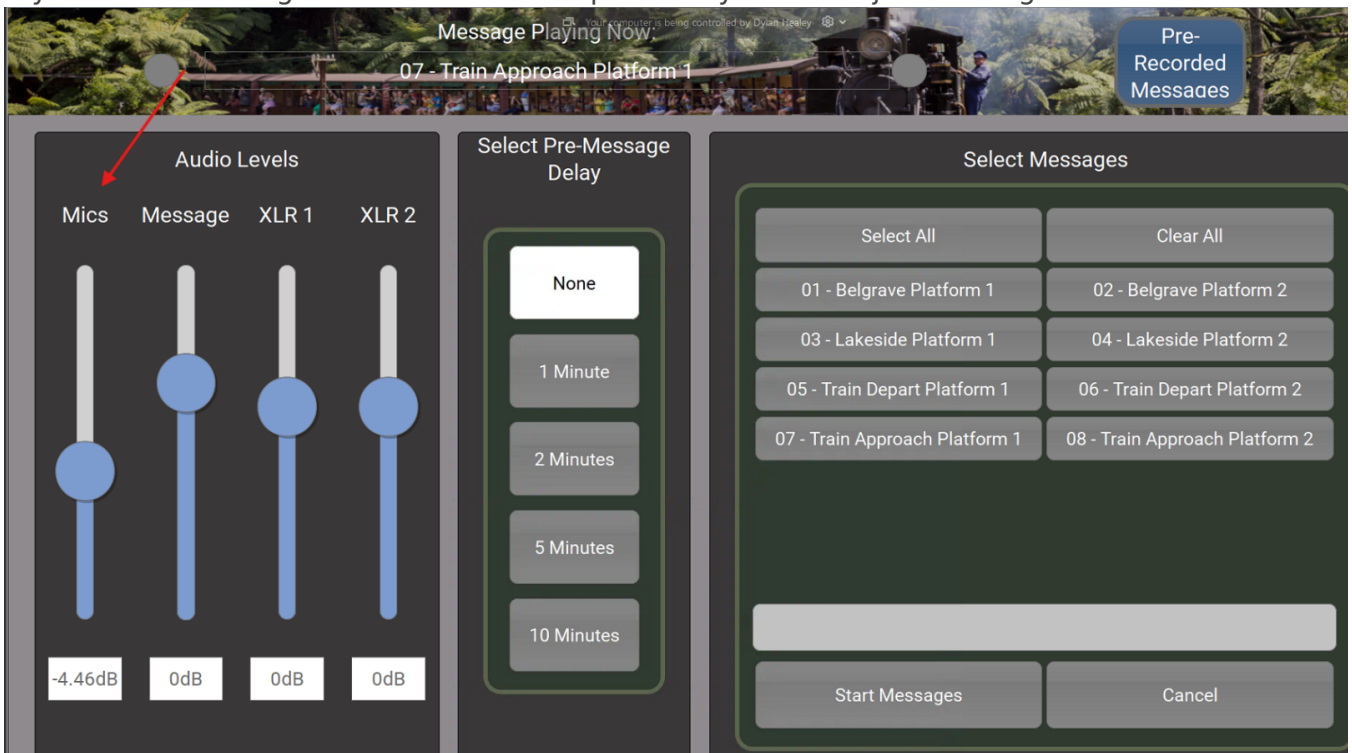 Your computer is being controlled by Dylan Healey
Message Playing Now:
07 - Train Approach Platform 1
Pre-
Recorded
Messages
Audio Levels
Mics Message XLR 1 XLR 2
-4.46dB 0dB 0dB 0dB
Select Pre-Message
Delay
None
1 Minute
2 Minutes
5 Minutes
10 Minutes
Select Messages
Select All Clear All
01 - Belgrave Platform 1 02 - Belgrave Platform 2
03 - Lakeside Platform 1 04 - Lakeside Platform 2
05 - Train Depart Platform 1 06 - Train Depart Platform 2
07 - Train Approach Platform 1 08 - Train Approach Platform 2
Start Messages Cancel